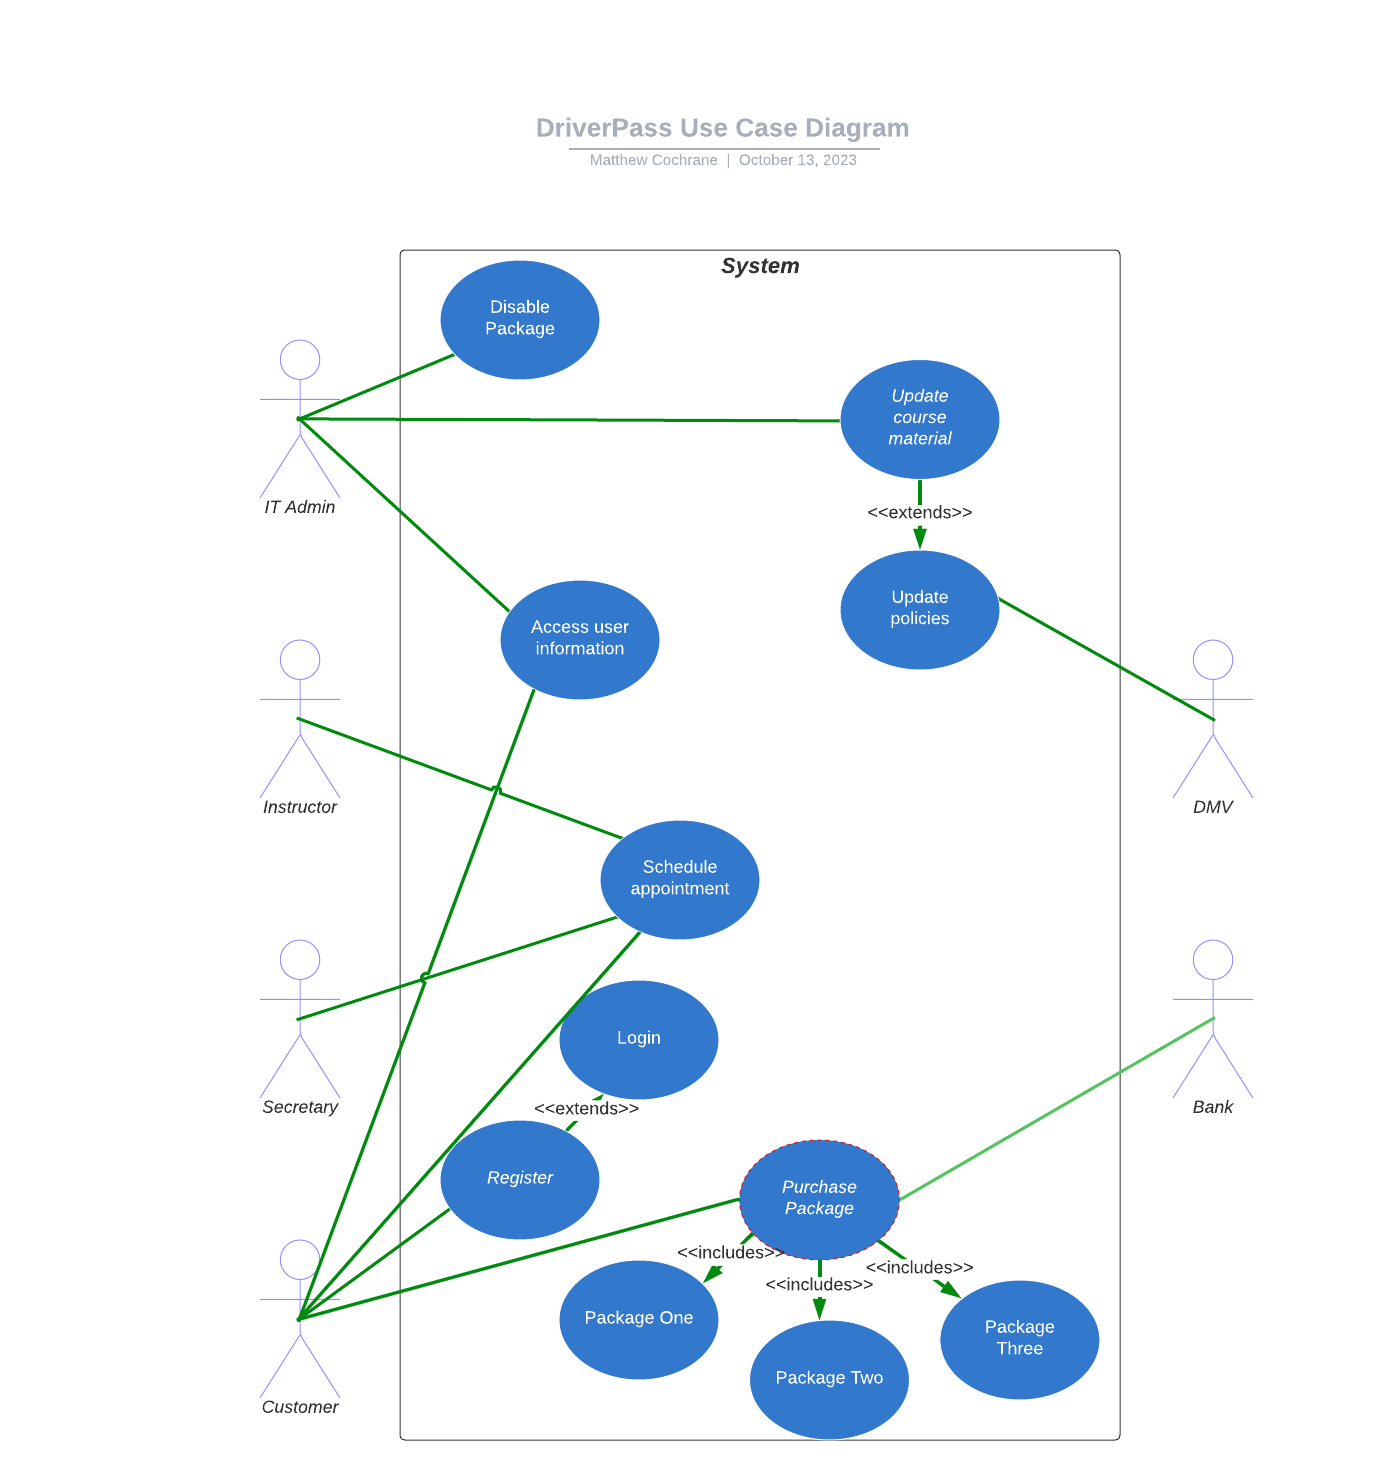 DriverPass Use Case Diagram
Matthew Cochrane | October 13, 2023
System
Disable
Package
Update
course
material
IT Admin
<<extends>>
Update
policies
Access user
information
Instructor
DMV
Schedule
appointment
Login
Secretary
<<extends>>
Bank
Register
Purchase
Package
<<includes>>
<<includes>>
<<includes>>
Package One
Package Two
Package
Three
Customer